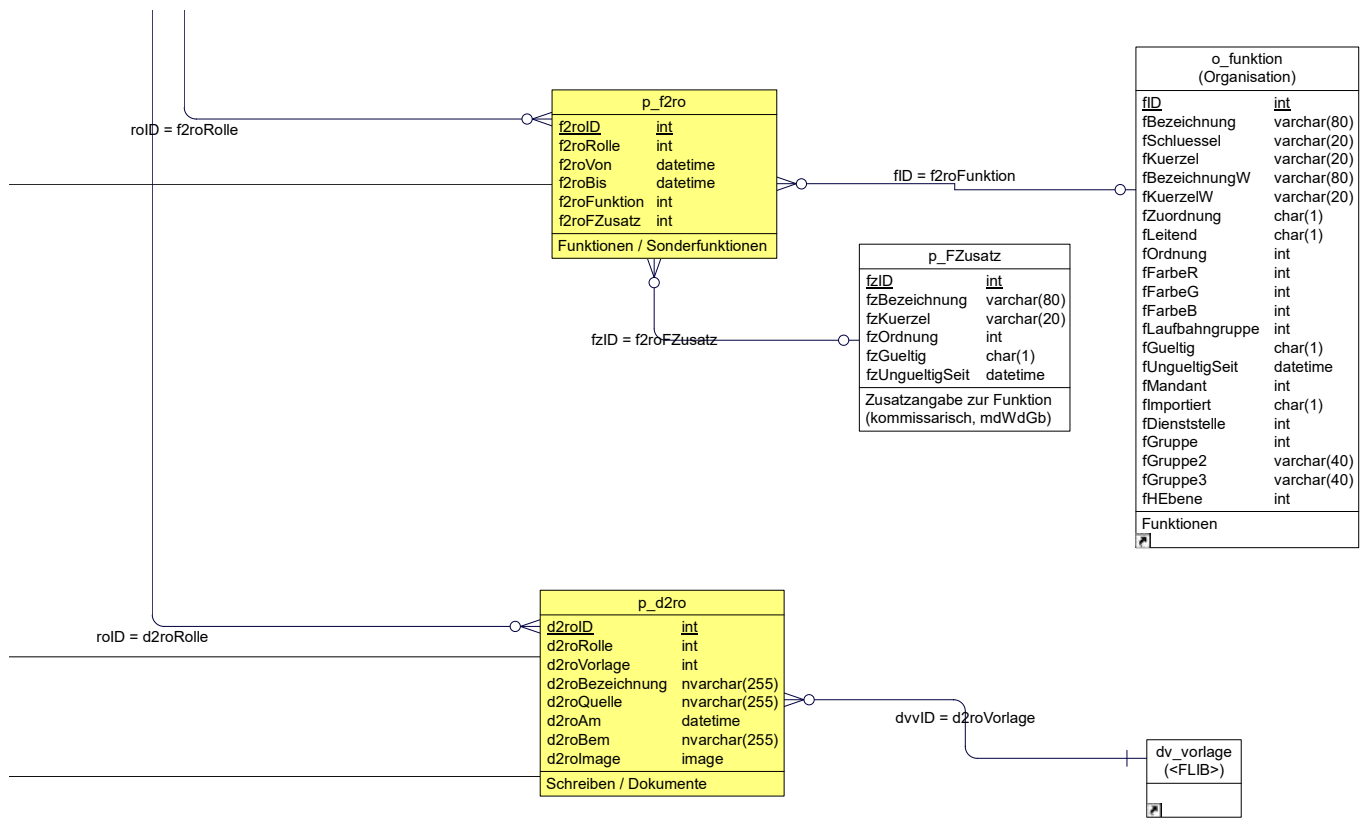 roID = f2roRolle
p_f2ro
f2roID int
f2roRolle int
f2roVon datetime
f2roBis datetime
f2roFunktion int
f2roFZusatz int
Funktionen / Sonderfunktionen
fID = f2roFunktion
o_funktion
(Organisation)
fID int
fBezeichnung varchar(80)
fSchluessel varchar(20)
fKuerzel varchar(20)
fBezeichnungW varchar(80)
fKuerzelW varchar(20)
fZuordnung char(1)
fLeitend char(1)
fOrdnung int
fFarbeR int
fFarbeG int
fFarbeB int
fLaufbahngruppe int
fGueltig char(1)
fUngueltigSeit datetime
fMandant int
fImportiert char(1)
fDienststelle int
fGruppe int
fGruppe2 varchar(40)
fGruppe3 varchar(40)
fHEbene int
Funktionen
fzID = f2roFZusatz
p_FZusatz
fzID int
fzBezeichnung varchar(80)
fzKuerzel varchar(20)
fzOrdnung int
fzGueltig char(1)
fzUngueltigSeit datetime
Zusatzangabe zur Funktion
(kommissarisch, mdWdGb)
roID = d2roRolle
p_d2ro
d2roID int
d2roRolle int
d2roVorlage int
d2roBezeichnung nvarchar(255)
d2roQuelle nvarchar(255)
d2roAm datetime
d2roBem nvarchar(255)
d2roImage image
Schreiben / Dokumente
dvvID = d2roVorlage
dv_vorlage
(<FLIB>)